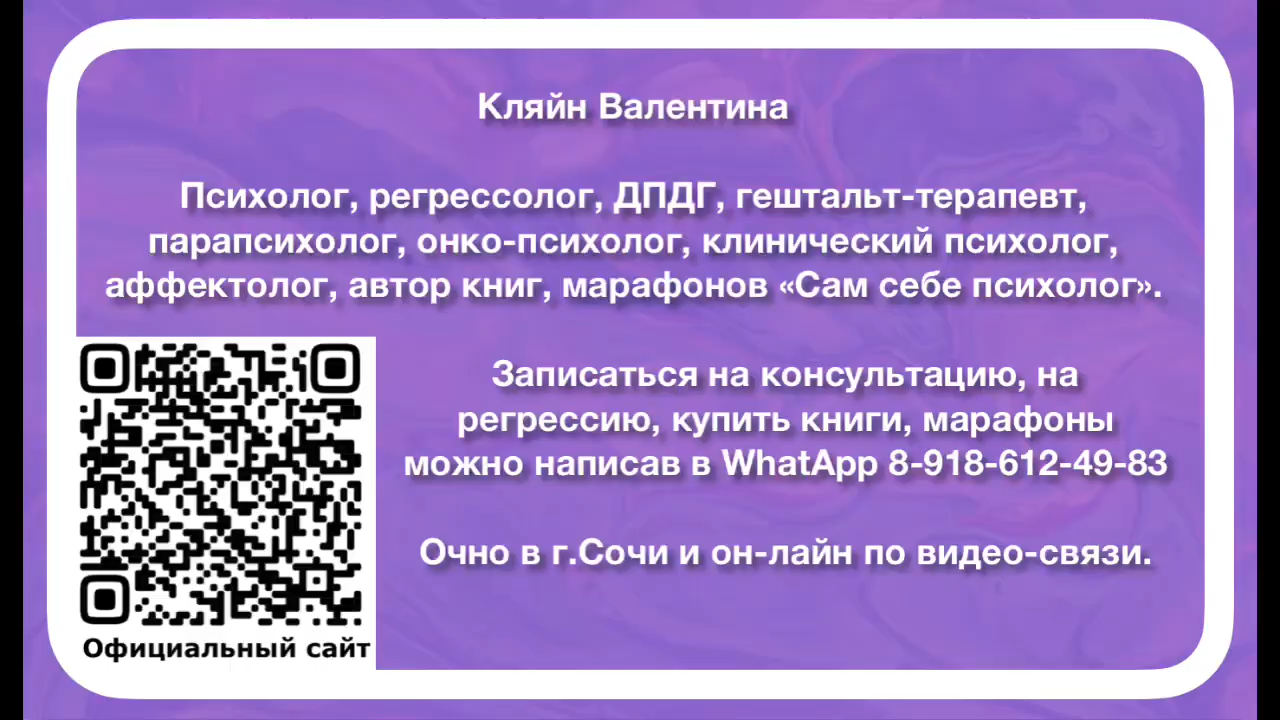 Кляйн Валентина
Психолог, регрессолог, ДПДГ, гештальт-терапевт,
парапсихолог, онко-психолог, клинический психолог,
аффектолог, автор книг, марафонов «Сам себе психолог».
Записаться на консультацию, на
регрессию, купить книги, марафоны
можно написав в WhatApp 8-918-612-49-83
Очно в г.Сочи и он-лайн по видео-связи.
Официальный сайт